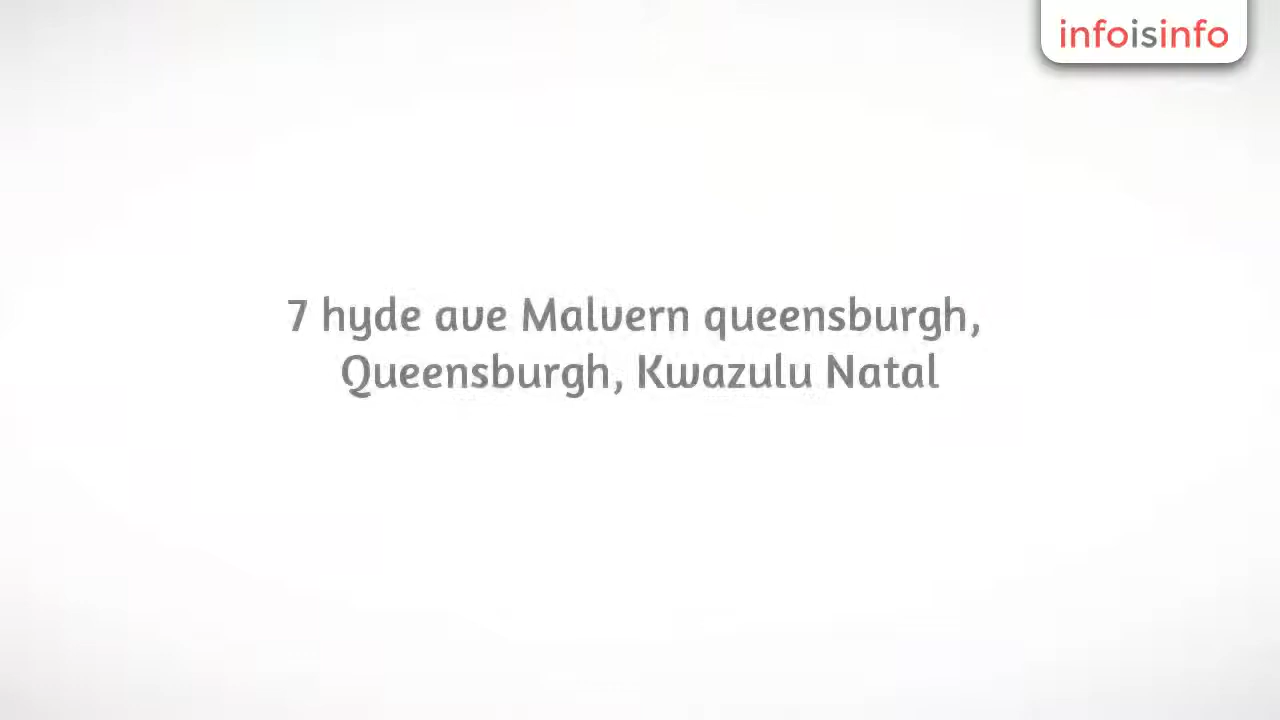 infoisinfo
7 hyde ave Malvern queensburgh,
Queensburgh, Kwazulu Natal